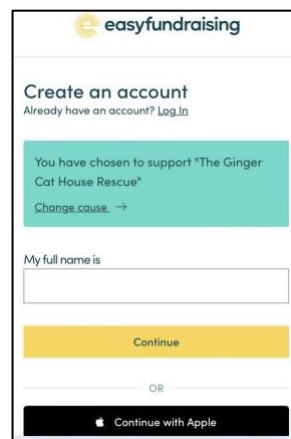 easyfundraising
Create an account
Already have an account? Log In
You have chosen to support "The Ginger
Cat House Rescue"
Change cause →
My full name is
Continue
OR
Continue with Apple